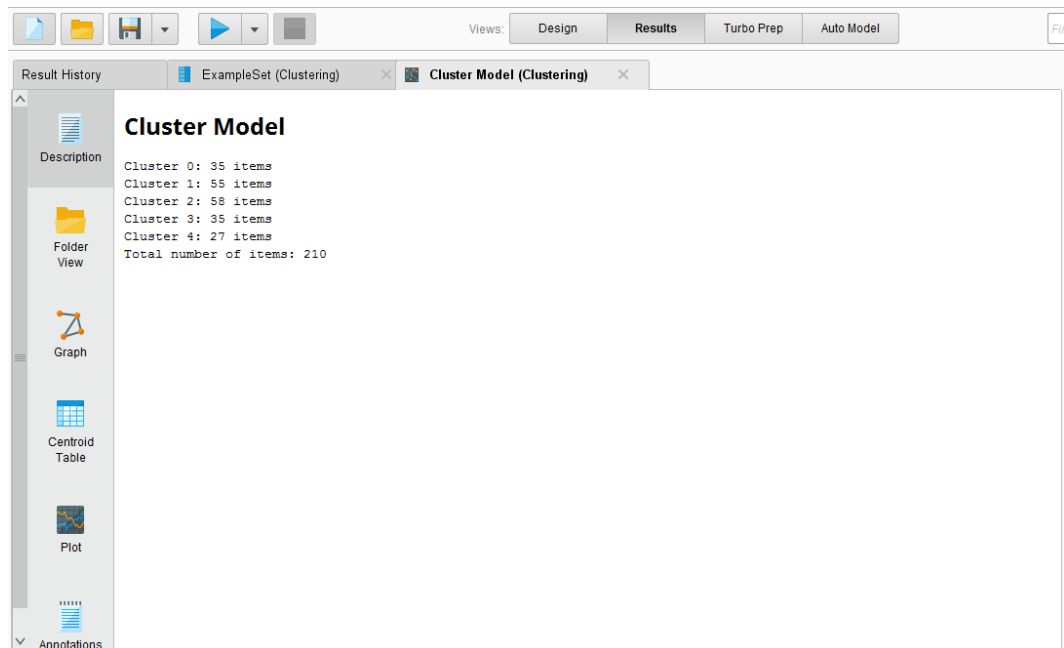 Views: Design Results Turbo Prep Auto Model
Result History ExampleSet (Clustering) Cluster Model (Clustering)
Description
Folder
View
Graph
Centroid
Table
Plot
Annotations
Cluster Model
Cluster 0: 35 items
Cluster 1: 55 items
Cluster 2: 58 items
Cluster 3: 35 items
Cluster 4: 27 items
Total number of items: 210